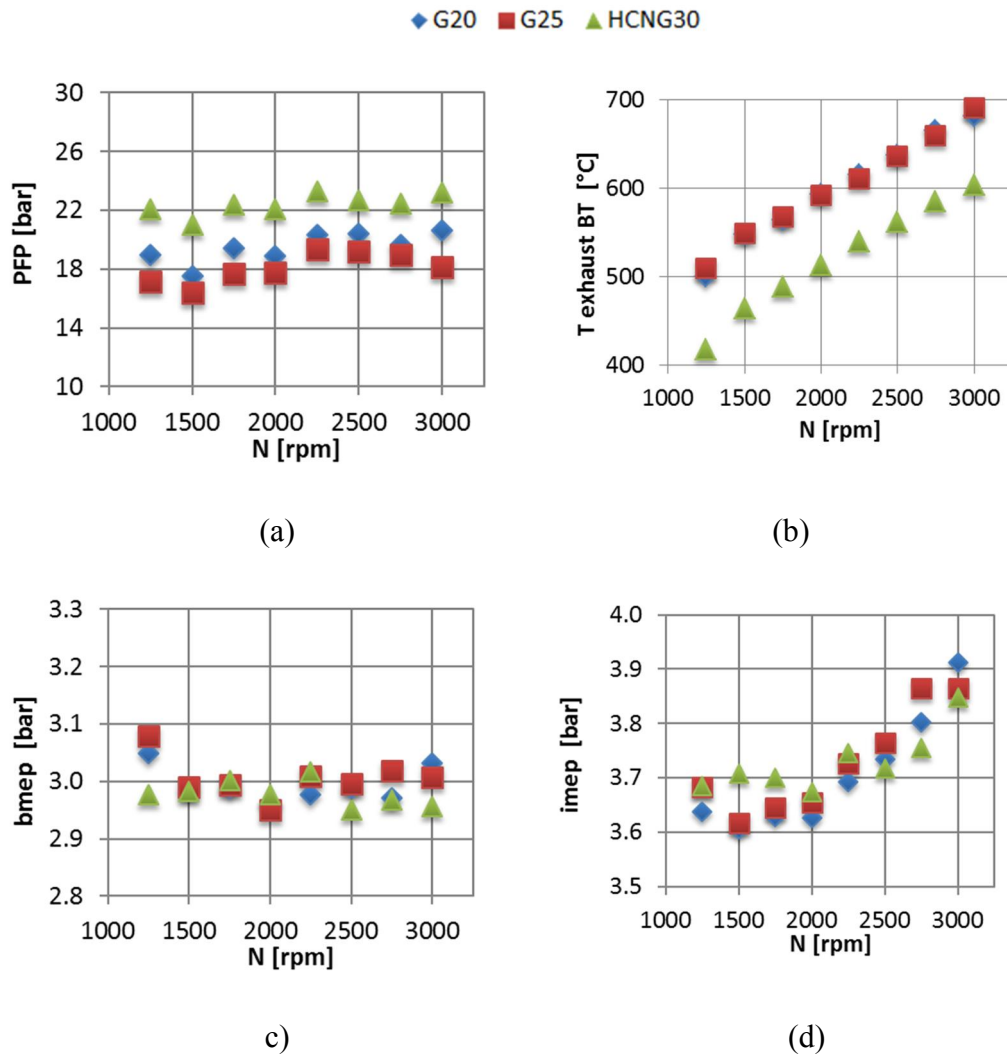 G20 G25 HCNG30
PFP [bar]
30
26
22
18
14
10
1000 1500 2000 2500 3000
N [rpm]
(a)
T exhaust BT [°C]
700
600
500
400
1000 1500 2000 2500 3000
N [rpm]
(b)
bmep [bar]
3.3
3.2
3.1
3.0
2.9
2.8
1000 1500 2000 2500 3000
N [rpm]
c)
imep [bar]
4.0
3.9
3.8
3.7
3.6
3.5
1000 1500 2000 2500 3000
N [rpm]
(d)